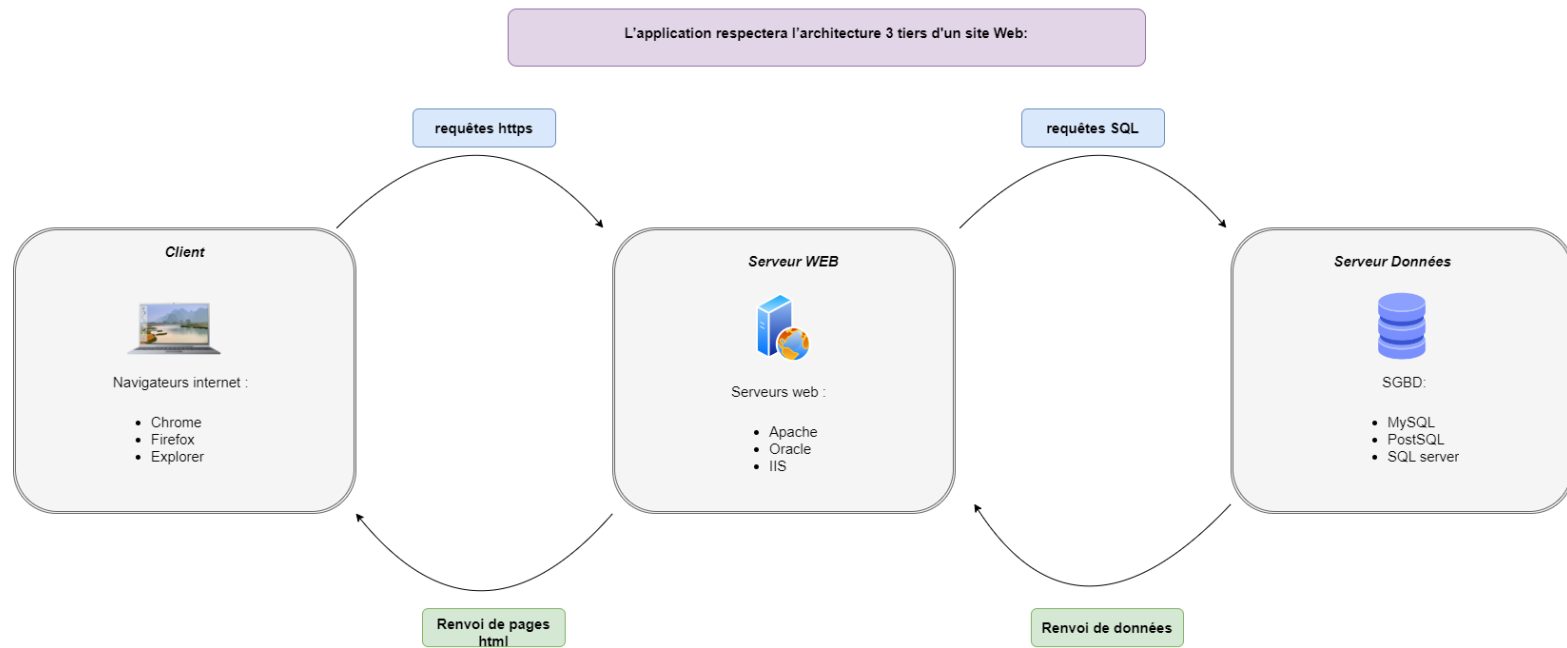 L'application respectera l'architecture 3 tiers d'un site Web:
requêtes https
requêtes SQL
Client
Navigateurs internet :
• Chrome
• Firefox
• Explorer
Serveur WEB
Serveurs web :
• Apache
• Oracle
• IIS
Serveur Données
SGBD:
• MySQL
• PostSQL
• SQL server
Renvoi de pages
html
Renvoi de données